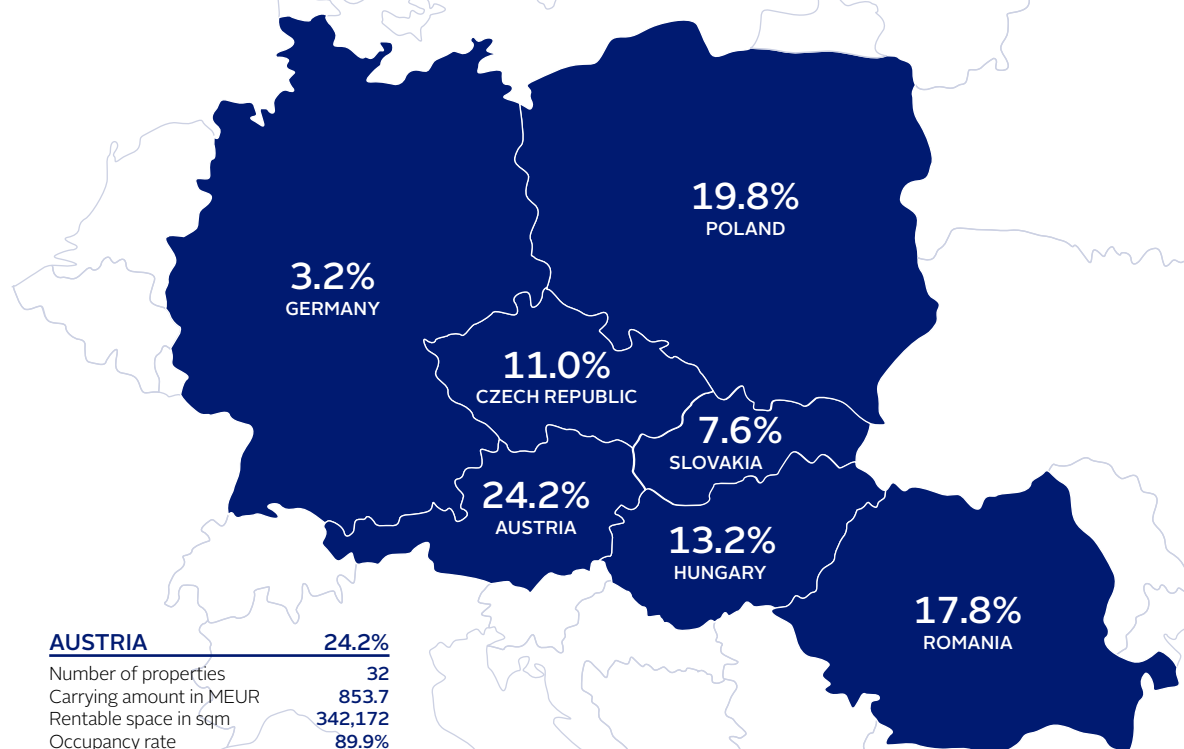 19.8%
POLAND
3.2%
GERMANY
11.0%
CZECH REPUBLIC
7.6%
SLOVAKIA
24.2%
AUSTRIA
13.2%
HUNGARY
17.8%
ROMANIA
AUSTRIA 24.2%
Number of properties 32
Carrying amount in MEUR 853.7
Rentable space in sqm 342,172
Occupancy rate 89.9%